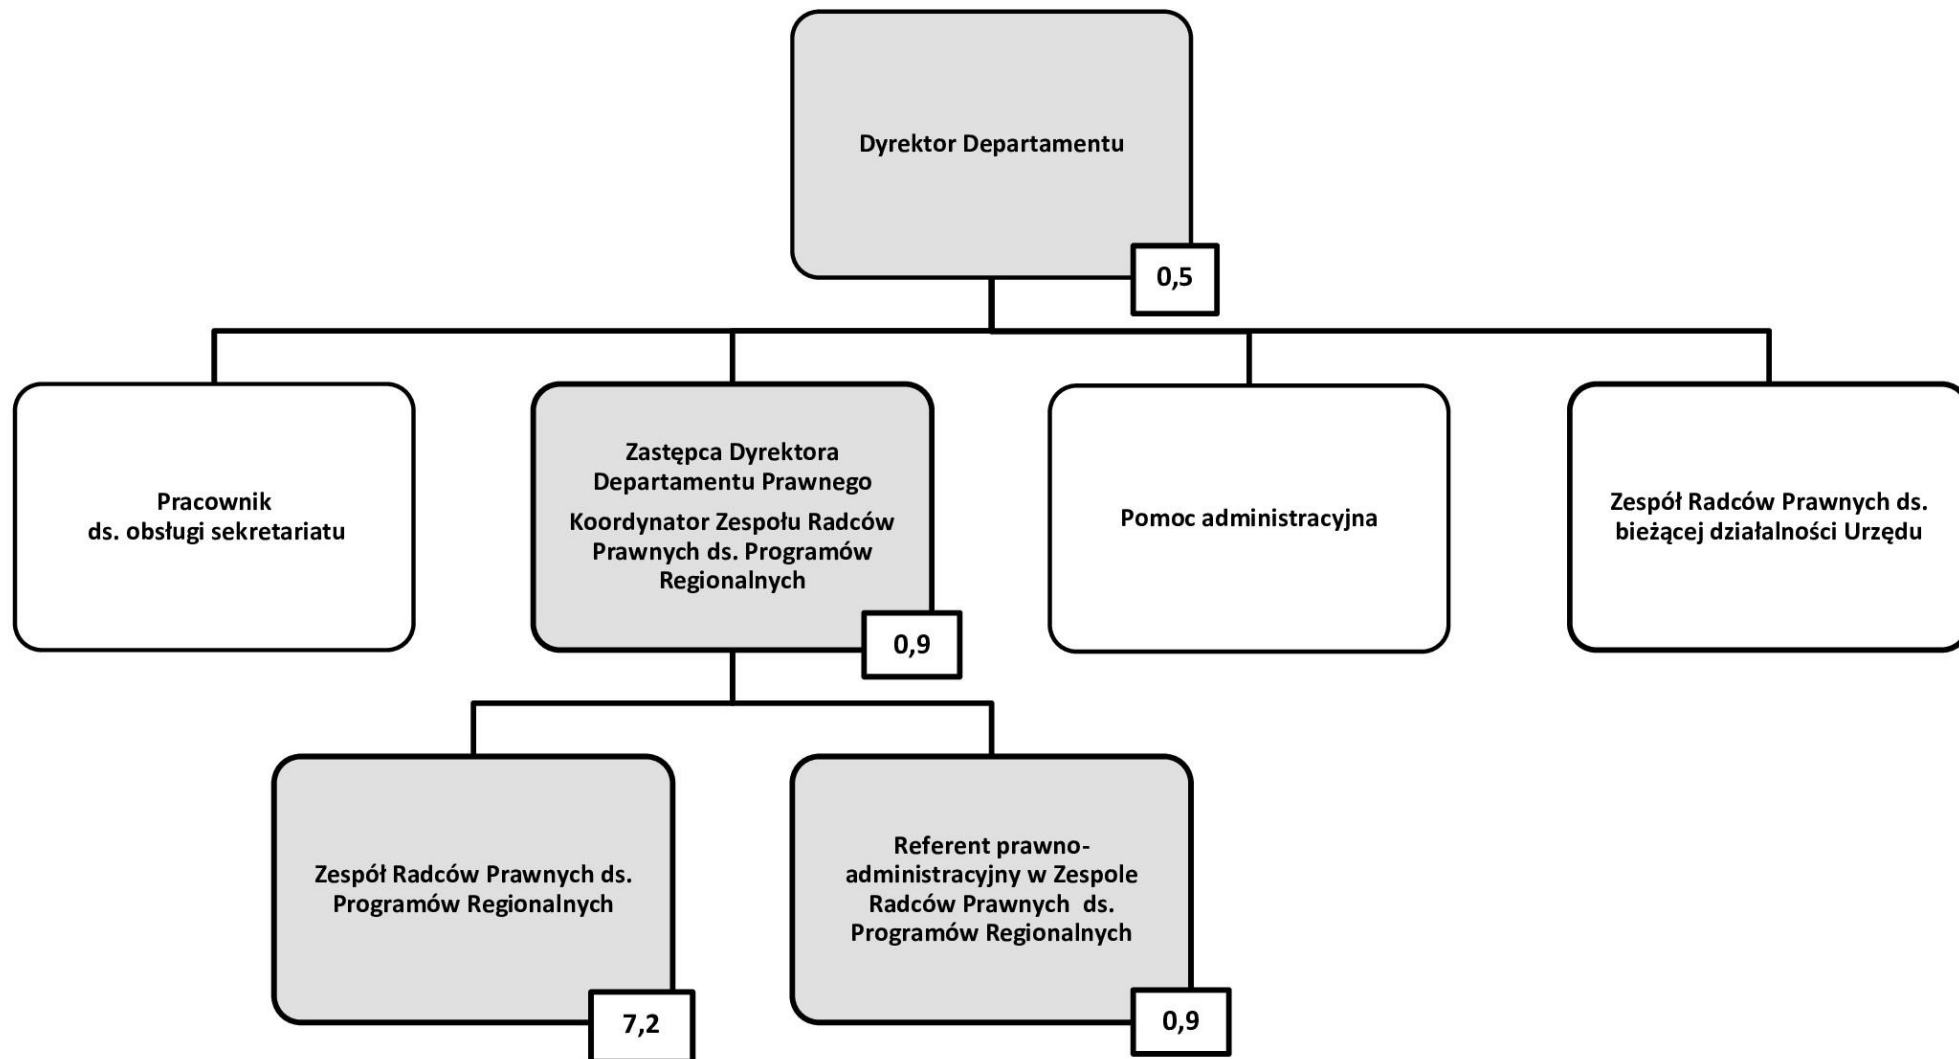 Dyrektor Departamentu
0,5
Pracownik
ds. obsługi sekretariatu
Zastępca Dyrektora
Departamentu Prawnego
Koordynator Zespołu Radców
Prawnych ds. Programów
Regionalnych
0,9
Pomoc administracyjna
Zespół Radców Prawnych ds.
bieżącej działalności Urzędu
Zespół Radców Prawnych ds.
Programów Regionalnych
7,2
Referent prawno-
administracyjny w Zespole
Radców Prawnych  ds.
Programów Regionalnych
0,9